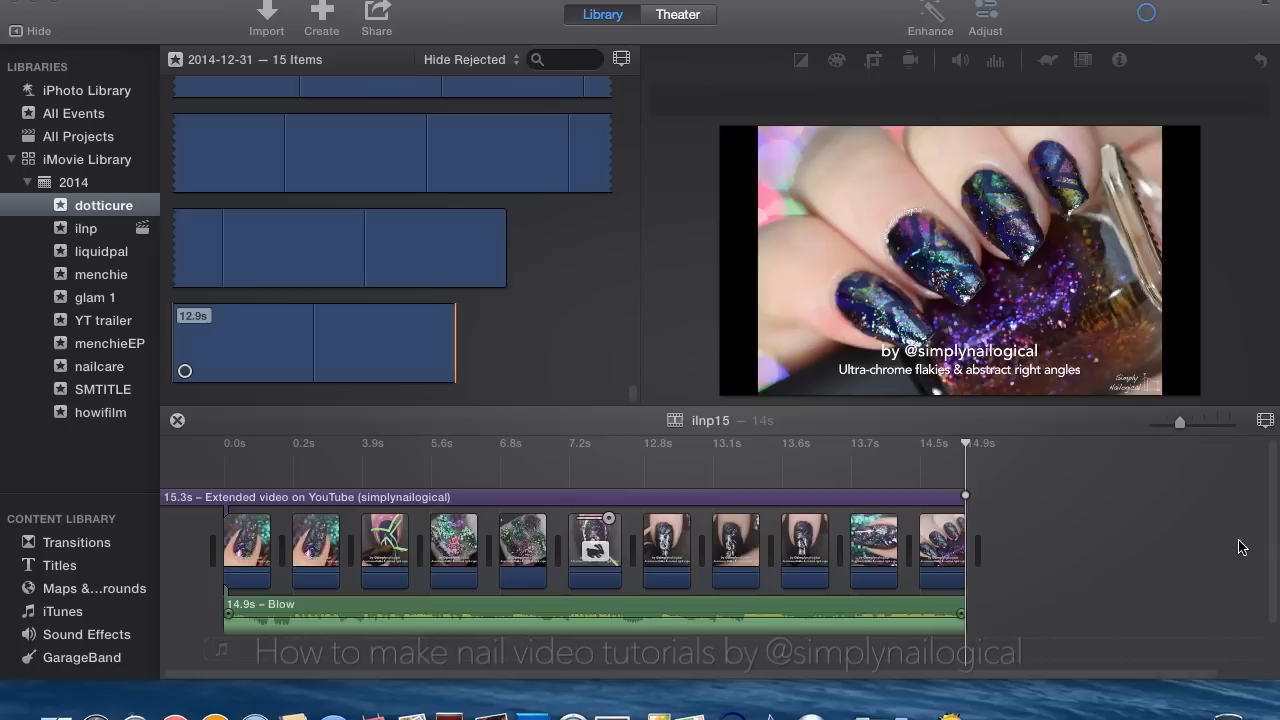 Library
Theater
Hide
Import
Create
Share
Enhance
Adjust
LIBRARIES
iPhoto Library
All Events
All Projects
iMovie Library
2014
dotticure
ilnp
liquidpal
menchie
glam 1
YT trailer
menchieEP
nailcare
SMTITLE
howifilm
2014-12-31 — 15 Items
Hide Rejected
12.9s
by @simplynailogical
Ultra-chrome flakies & abstract right angles
Simply
Nailogical
ilnp15 — 14s
0.0s 0.2s 3.9s 5.6s 6.8s 7.2s 12.8s 13.1s 13.6s 13.7s 14.5s 14.9s
15.3s – Extended video on YouTube (simplynailogical)
14.9s – Blow
CONTENT LIBRARY
Transitions
Titles
Maps &...rounds
iTunes
Sound Effects
GarageBand
How to make nail video tutorials by @simplynailogical